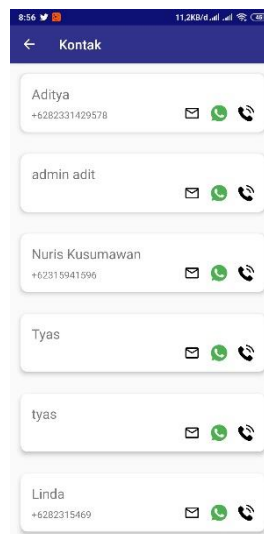 8:56 11,2KB/d
Kontak
Aditya
+6282331429578
admin adit
Nuris Kusumawan
+62315941596
Tyas
tyas
Linda
+6282315469